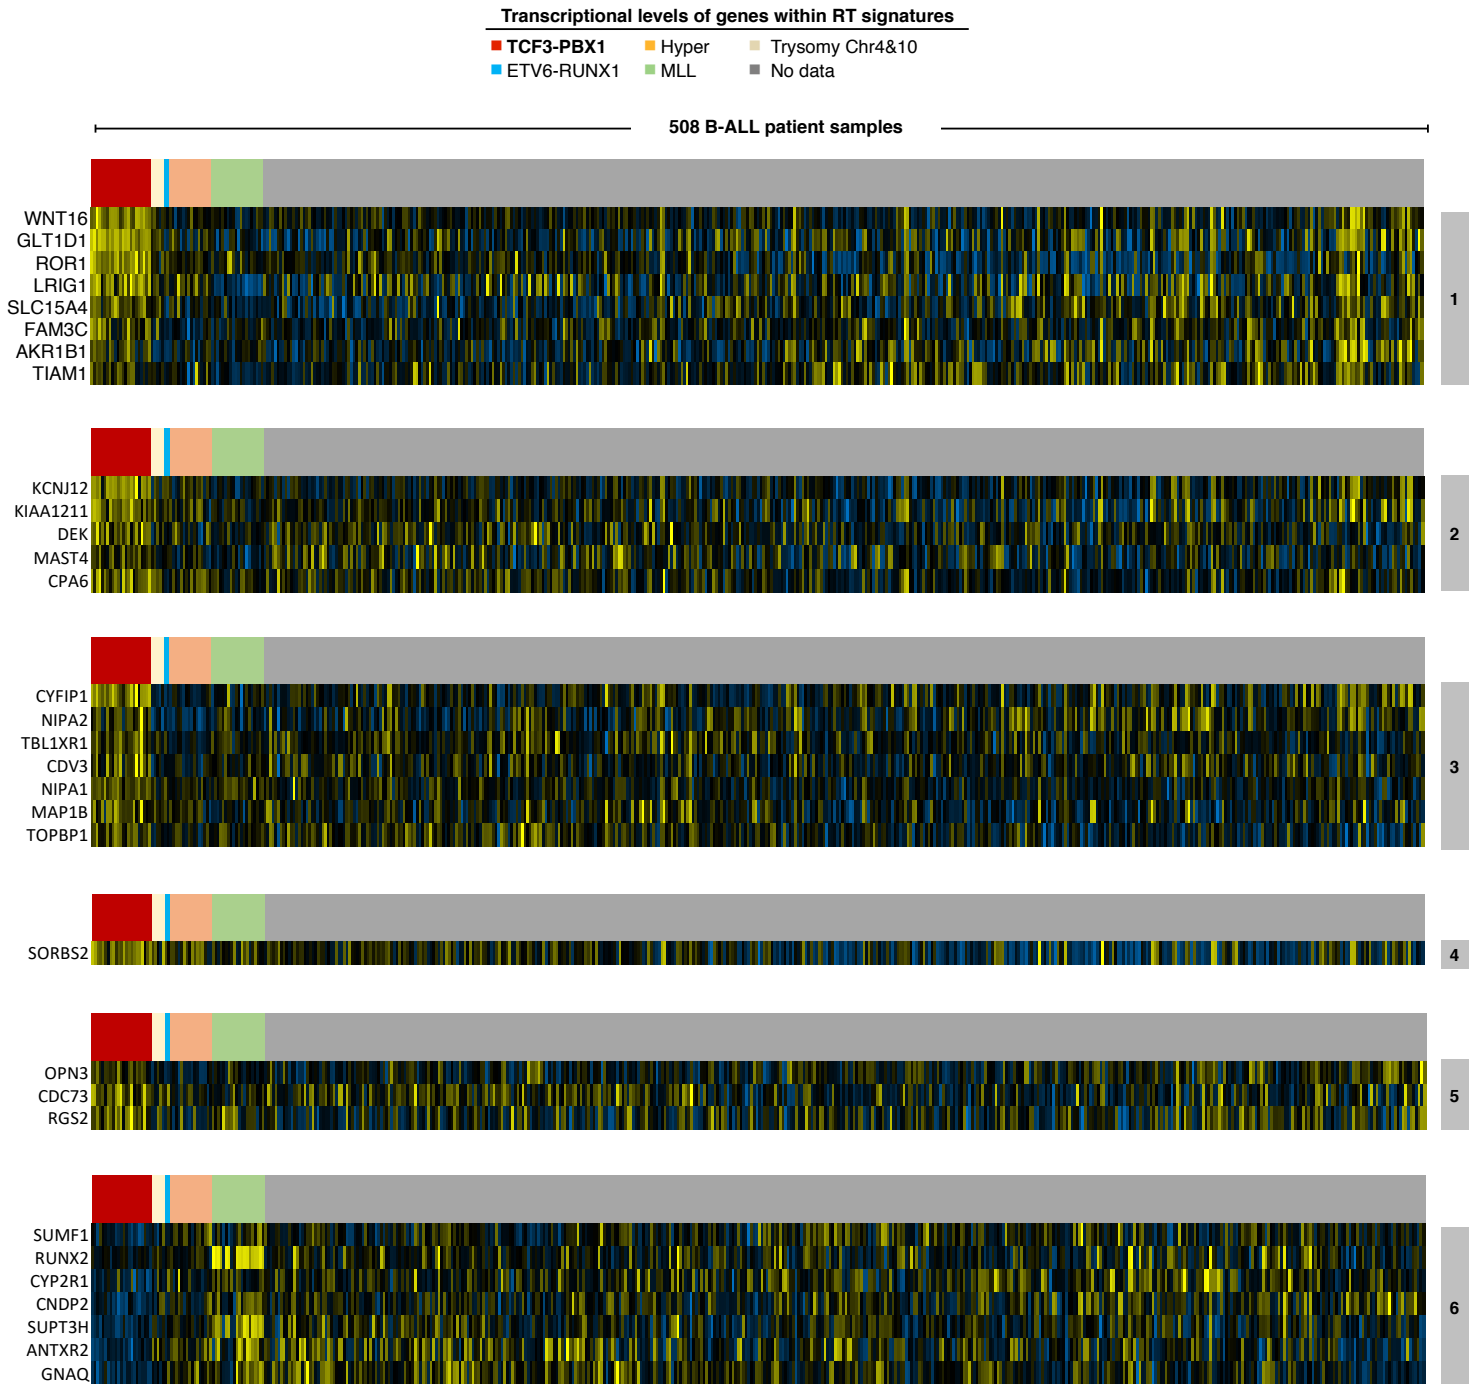 Transcriptional levels of genes within RT signatures
TCF3-PBX1 Hyper Trysomy Chr4&10
ETV6-RUNX1 MLL No data
508 B-ALL patient samples
WNT16
GLT1D1
ROR1
LRIG1
SLC15A4
FAM3C
AKR1B1
TIAM1
1
KCNJ12
KIAA1211
DEK
MAST4
CPA6
2
CYFIP1
NIPA2
TBL1XR1
CDV3
NIPA1
MAP1B
TOPBP1
3
SORBS2
4
OPN3
CDC73
RGS2
5
SUMF1
RUNX2
CYP2R1
CNDP2
SUPT3H
ANTXR2
GNAQ
6